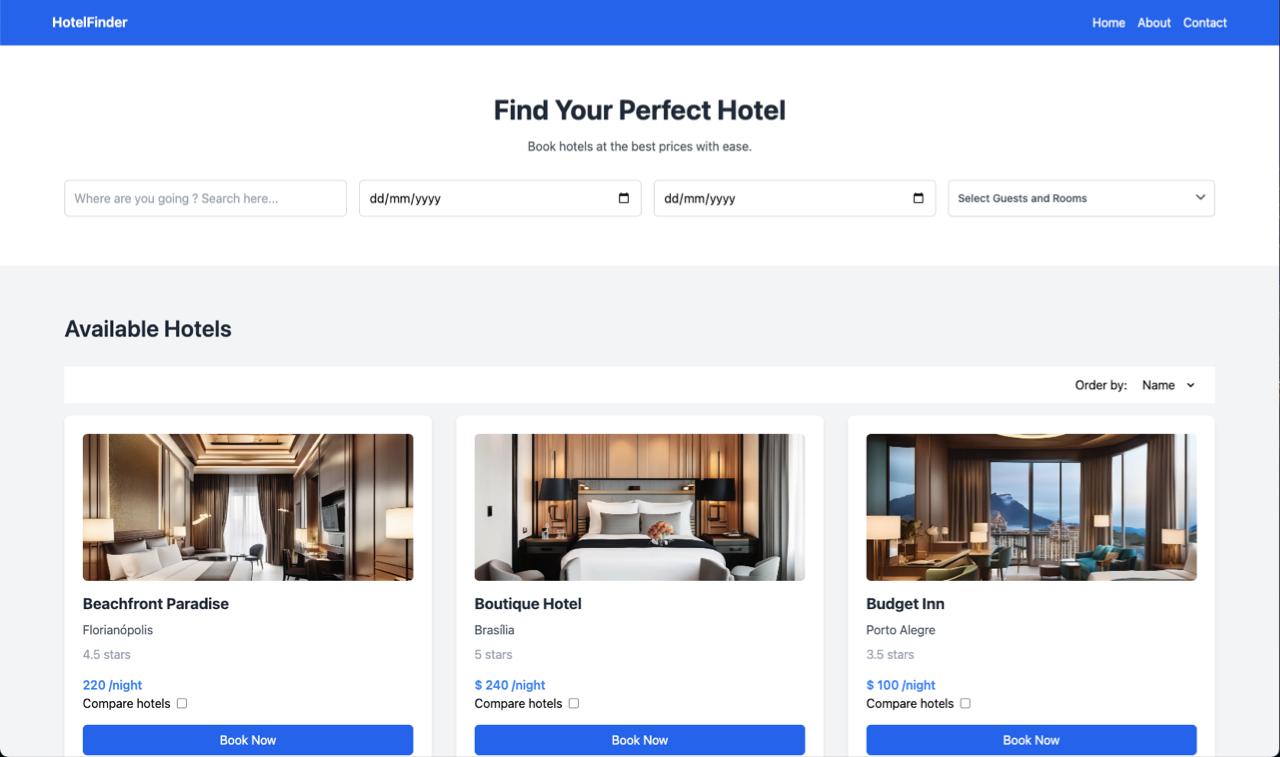 HotelFinder
Home About Contact
Find Your Perfect Hotel
Book hotels at the best prices with ease.
Where are you going ? Search here...
dd/mm/yyyy
dd/mm/yyyy
Select Guests and Rooms
Available Hotels
Order by: Name
Beachfront Paradise
Florianópolis
4.5 stars
220 /night
Compare hotels
Book Now
Boutique Hotel
Brasília
5 stars
$ 240 /night
Compare hotels
Book Now
Budget Inn
Porto Alegre
3.5 stars
$ 100 /night
Compare hotels
Book Now